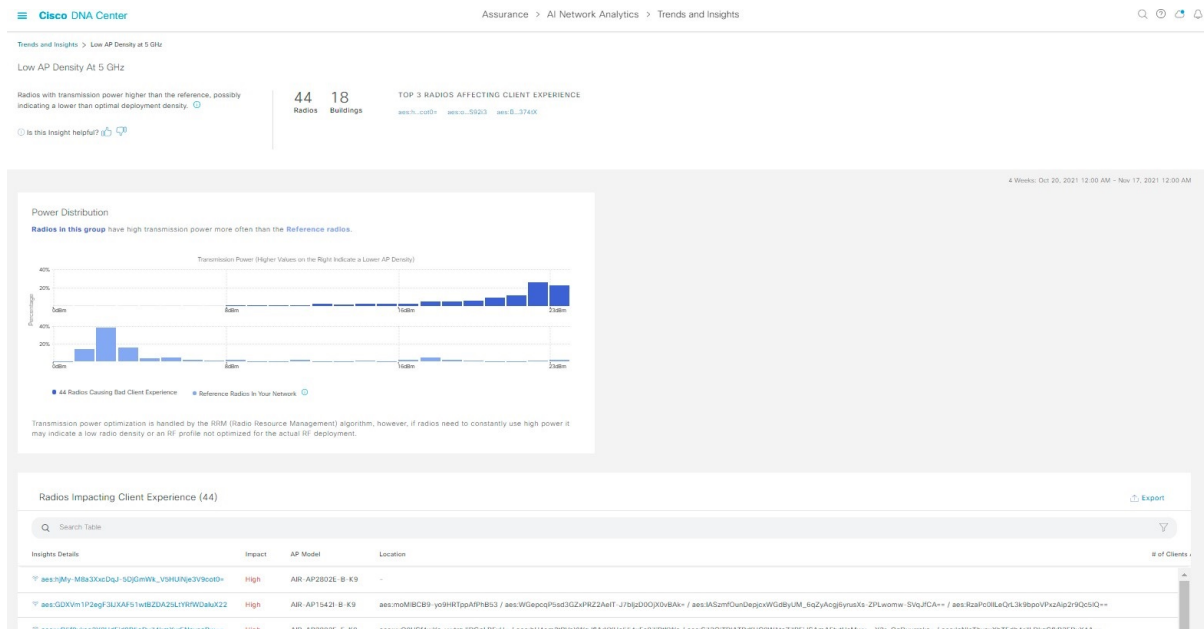 Cisco DNA Center
Assurance > AI Network Analytics > Trends and Insights
Trends and Insights > Low AP Density at 5 GHz
Low AP Density At 5 GHz
Radios with transmission power higher than the reference, possibly
indicating a lower than optimal deployment density.
Is this Insight helpful?
44 18
Radios Buildings
TOP 3 RADIOS AFFECTING CLIENT EXPERIENCE
aes:h...cot0+ aes:o...S92i3 aes:B...374tX
4 Weeks: Oct 20, 2021 12:00 AM - Nov 17, 2021 12:00 AM
Power Distribution
Radios in this group have high transmission power more often than the Reference radios.
Transmission Power (Higher Values on the Right Indicate a Lower AP Density)
Percentage
40%
20%
0dBm 8dBm 16dBm 23dBm
40%
20%
0dBm 8dBm 16dBm 23dBm
44 Radios Causing Bad Client Experience Reference Radios In Your Network
Transmission power optimization is handled by the RRM (Radio Resource Management) algorithm, however, if radios need to constantly use high power it
may indicate a low radio density or an RF profile not optimized for the actual RF deployment.
Radios Impacting Client Experience (44)
Export
Search Table
Insights Details Impact AP Model Location # of Clients
High AIR-AP2802E-B-K9 -
High AIR-AP1542I-B-K9